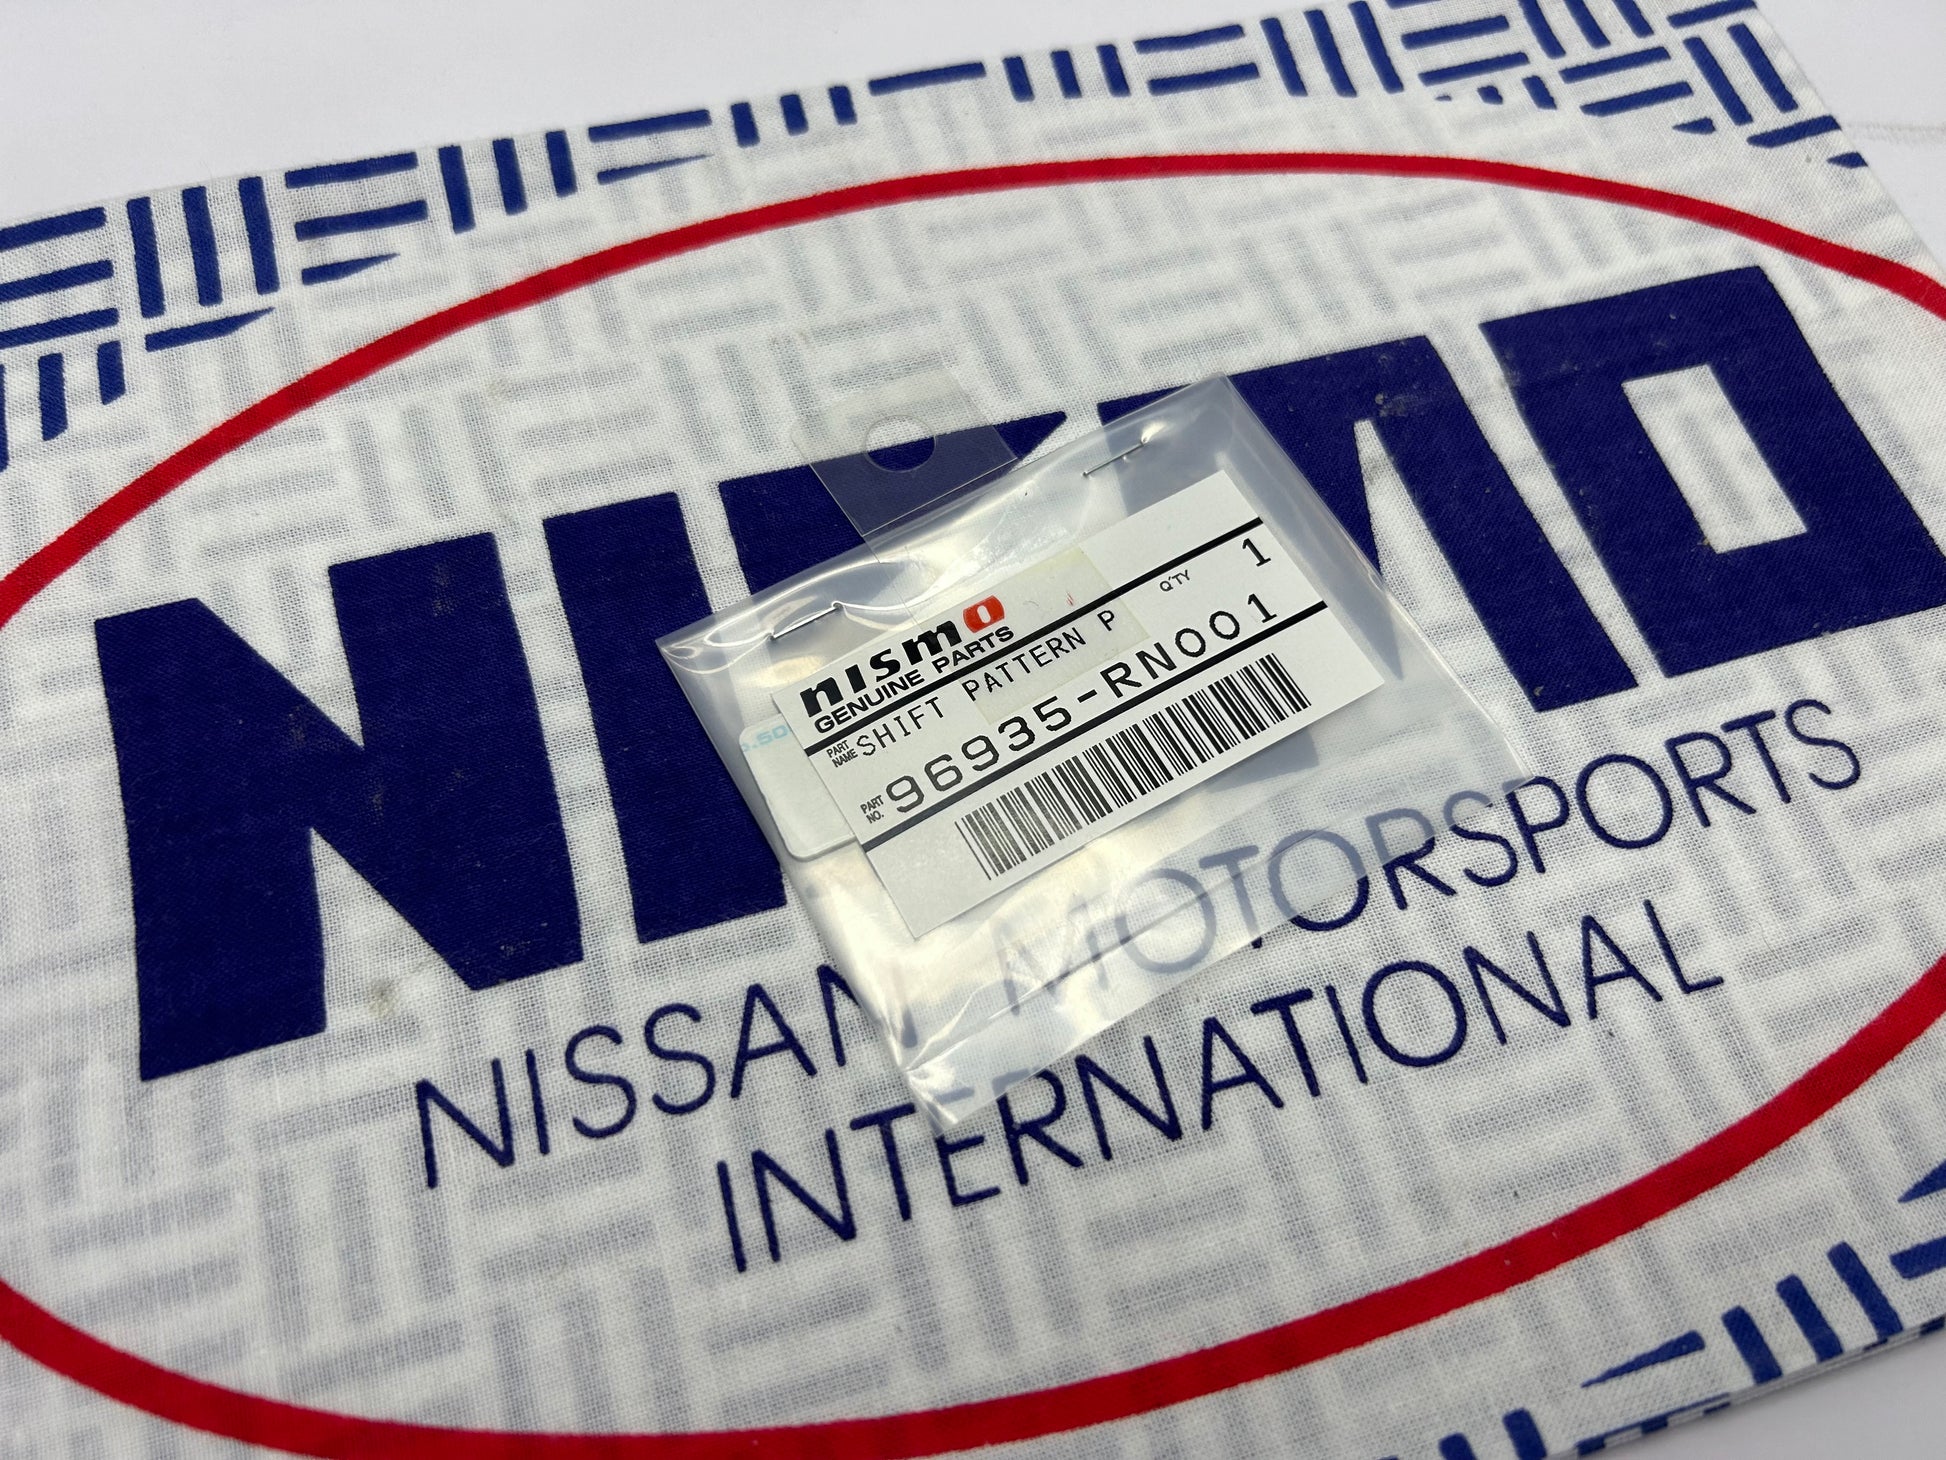 NISMO
NISSAN MOTORSPORTS
INTERNATIONAL
nismo
GENUINE PARTS
Q'TY 1
PART NAME SHIFT PATTERN P
PART NO. 96935-RN001